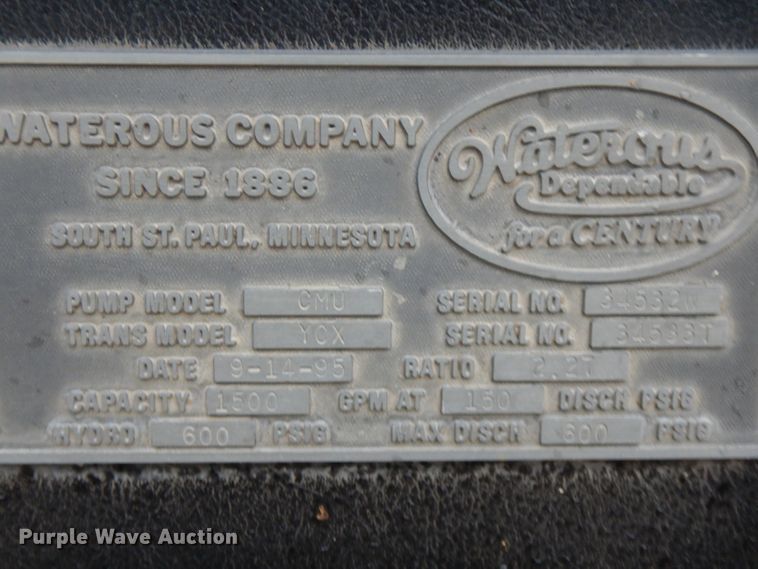 WATEROUS COMPANY
SINCE 1886
SOUTH ST. PAUL, MINNESOTA
Waterous
Dependable
for a CENTURY
PUMP MODEL CMU SERIAL NO. 34532W
TRANS MODEL YCX SERIAL NO. 34533T
DATE 9-14-95 RATIO 2.27
CAPACITY 1500 GPM AT 150 DISCH PSIG
HYDRO 600 PSIG MAX DISCH 600 PSIG
Purple Wave Auction